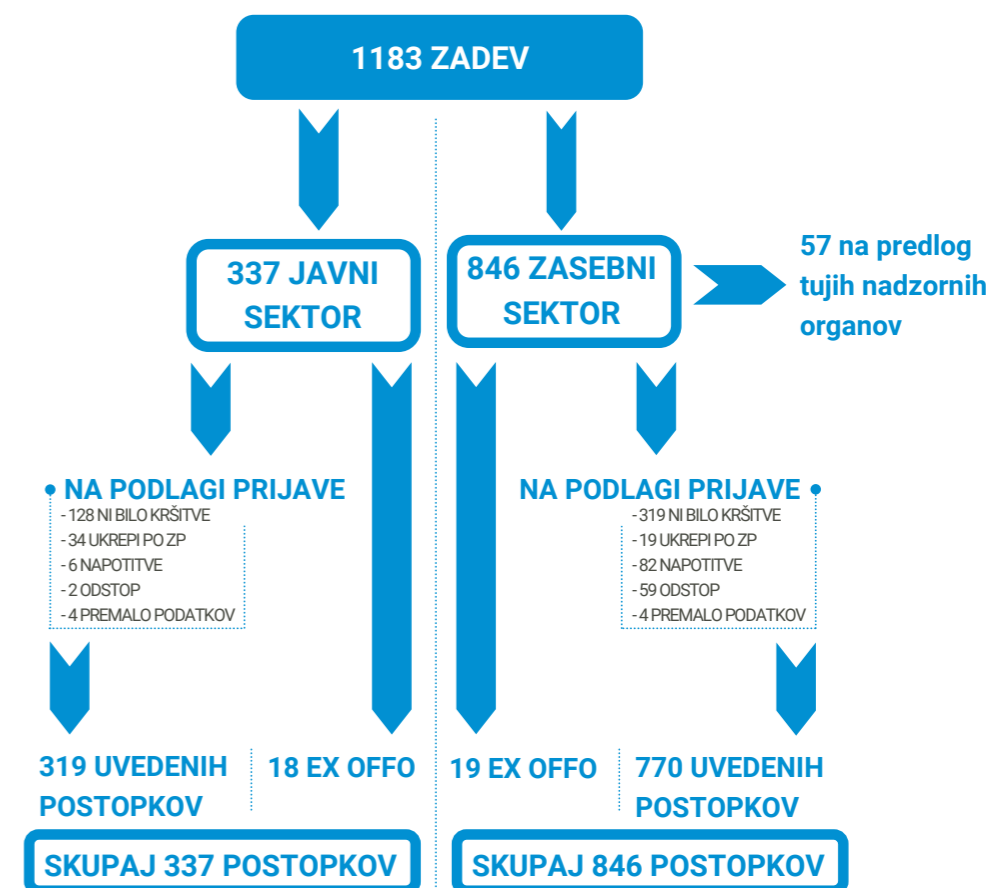 1183 ZADEV
337 JAVNI
SEKTOR
846 ZASEBNI
SEKTOR
57 na predlog
tujih nadzornih
organov
NA PODLAGI PRIJAVE
- 128 NI BILO KRŠITVE
- 34 UKREPI PO ZP
- 6 NAPOTITVE
- 2 ODSTOP
- 4 PREMALO PODATKOV
NA PODLAGI PRIJAVE
- 319 NI BILO KRŠITVE
- 19 UKREPI PO ZP
- 82 NAPOTITVE
- 59 ODSTOP
- 4 PREMALO PODATKOV
319 UVEDENIH
POSTOPKOV
18 EX OFFO
19 EX OFFO
770 UVEDENIH
POSTOPKOV
SKUPAJ 337 POSTOPKOV
SKUPAJ 846 POSTOPKOV